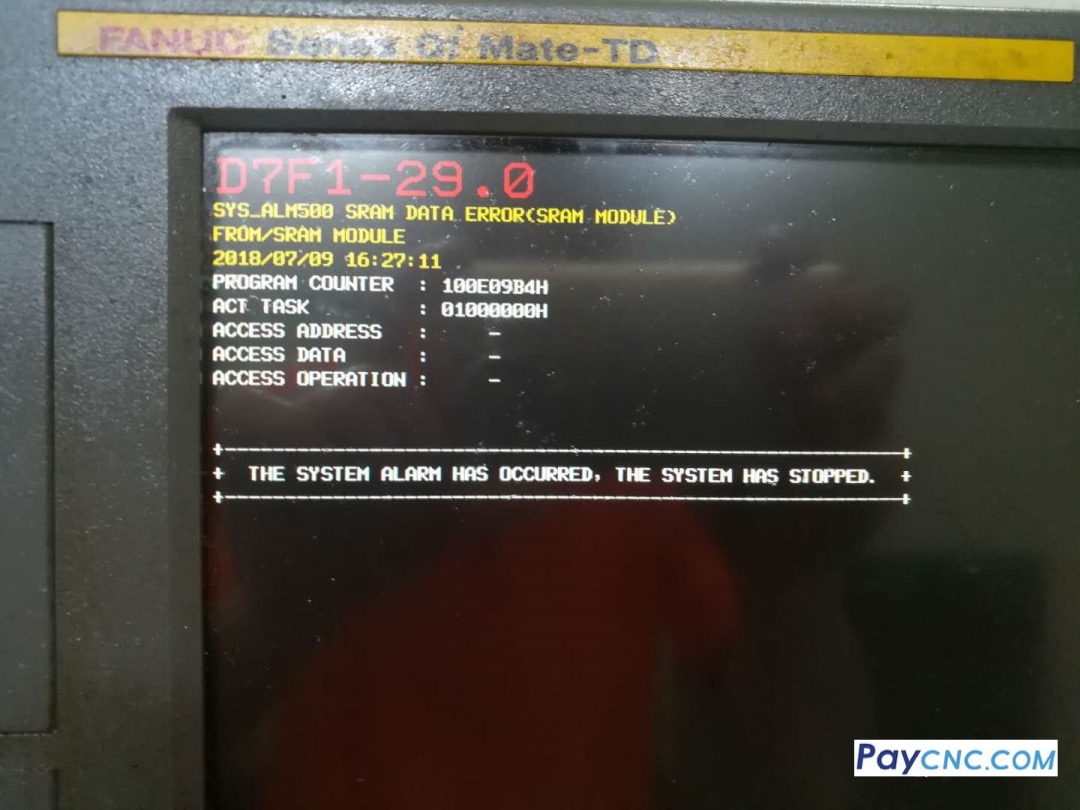 FANUC Series 0i Mate-TD
D7F1-29.0
SYS_ALM500 SRAM DATA ERROR(SRAM MODULE)
FROM/SRAM MODULE
2018/07/09 16:27:11
PROGRAM COUNTER : 100E09B4H
ACT TASK : 01000000H
ACCESS ADDRESS : -
ACCESS DATA : -
ACCESS OPERATION : -
+----------------------------------------------------------+
+ THE SYSTEM ALARM HAS OCCURRED, THE SYSTEM HAS STOPPED. +
+----------------------------------------------------------+
PayCNC.COM